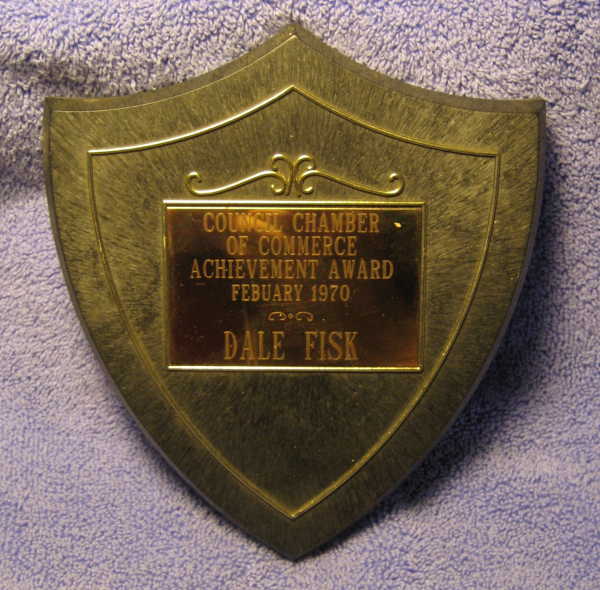 COUNCIL CHAMBER
OF COMMERCE
ACHIEVEMENT AWARD
FEBUARY 1970
DALE FISK